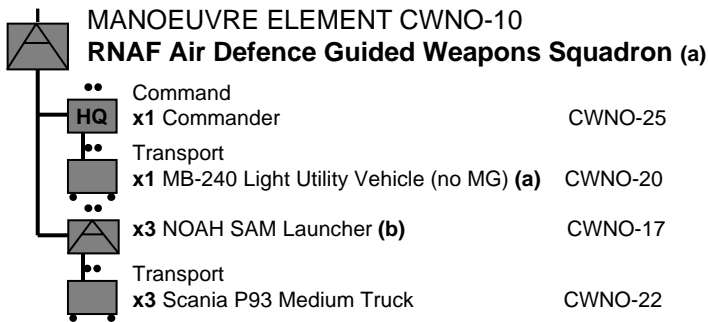 MANOEUVRE ELEMENT CWNO-10
RNAF Air Defence Guided Weapons Squadron (a)
Command
HQ x1 Commander CWNO-25
Transport
x1 MB-240 Light Utility Vehicle (no MG) (a) CWNO-20
x3 NOAH SAM Launcher (b) CWNO-17
Transport
x3 Scania P93 Medium Truck CWNO-22